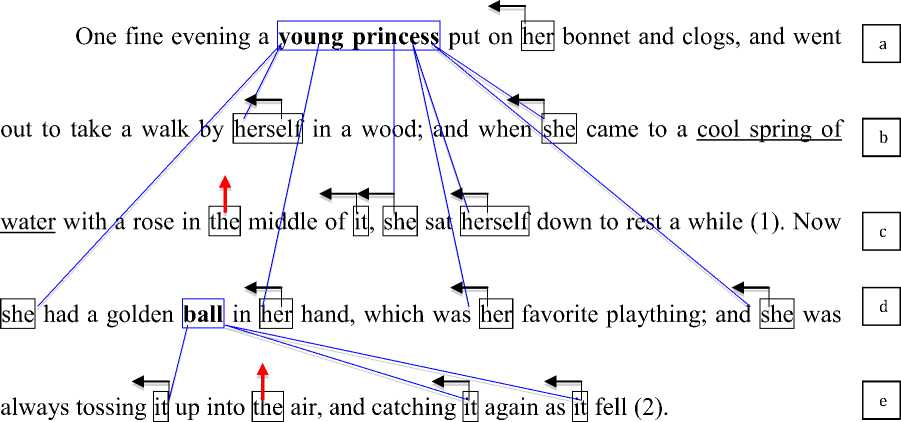 One fine evening a young princess put on her bonnet and clogs, and went a
out to take a walk by herself in a wood; and when she came to a cool spring of b
water with a rose in the middle of it, she sat herself down to rest a while (1). Now c
she had a golden ball in her hand, which was her favorite plaything; and she was d
always tossing it up into the air, and catching it again as it fell (2). e